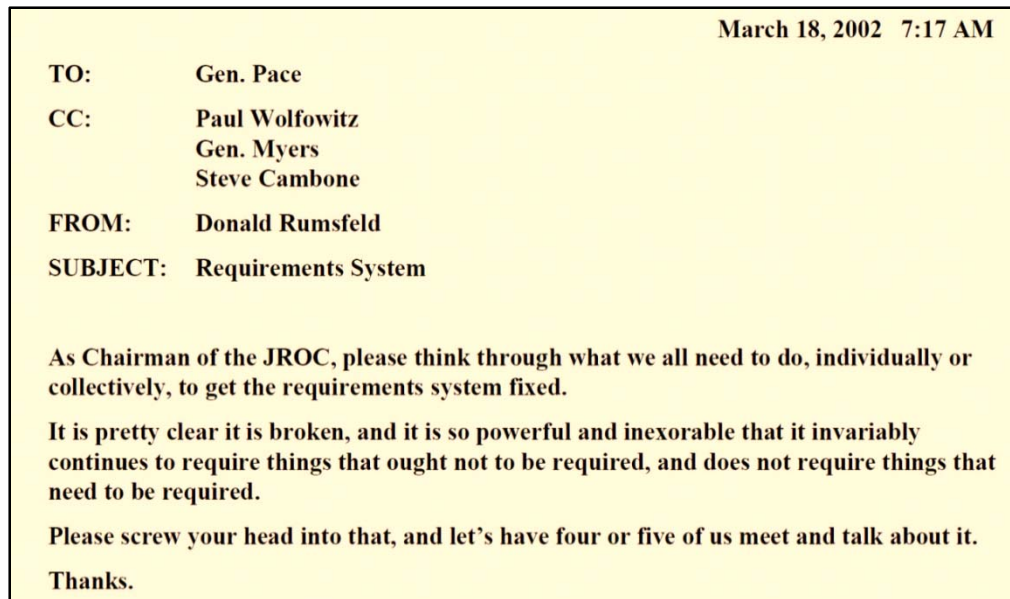 March 18, 2002 7:17 AM
TO: Gen. Pace
CC: Paul Wolfowitz
Gen. Myers
Steve Cambone
FROM: Donald Rumsfeld
SUBJECT: Requirements System
As Chairman of the JROC, please think through what we all need to do, individually or
collectively, to get the requirements system fixed.
It is pretty clear it is broken, and it is so powerful and inexorable that it invariably
continues to require things that ought not to be required, and does not require things that
need to be required.
Please screw your head into that, and let’s have four or five of us meet and talk about it.
Thanks.